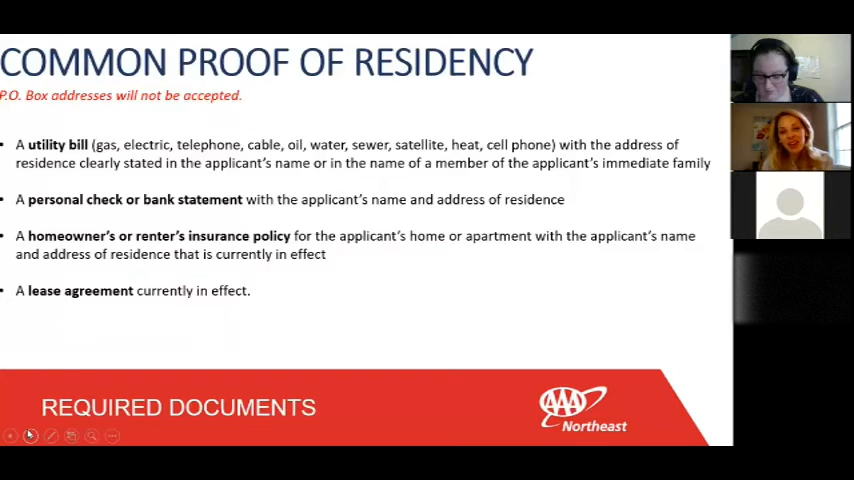 COMMON PROOF OF RESIDENCY
P.O. Box addresses will not be accepted.
• A utility bill (gas, electric, telephone, cable, oil, water, sewer, satellite, heat, cell phone) with the address of
residence clearly stated in the applicant's name or in the name of a member of the applicant's immediate family
• A personal check or bank statement with the applicant's name and address of residence
• A homeowner's or renter's insurance policy for the applicant's home or apartment with the applicant's name
and address of residence that is currently in effect
• A lease agreement currently in effect.
REQUIRED DOCUMENTS
AAA
Northeast